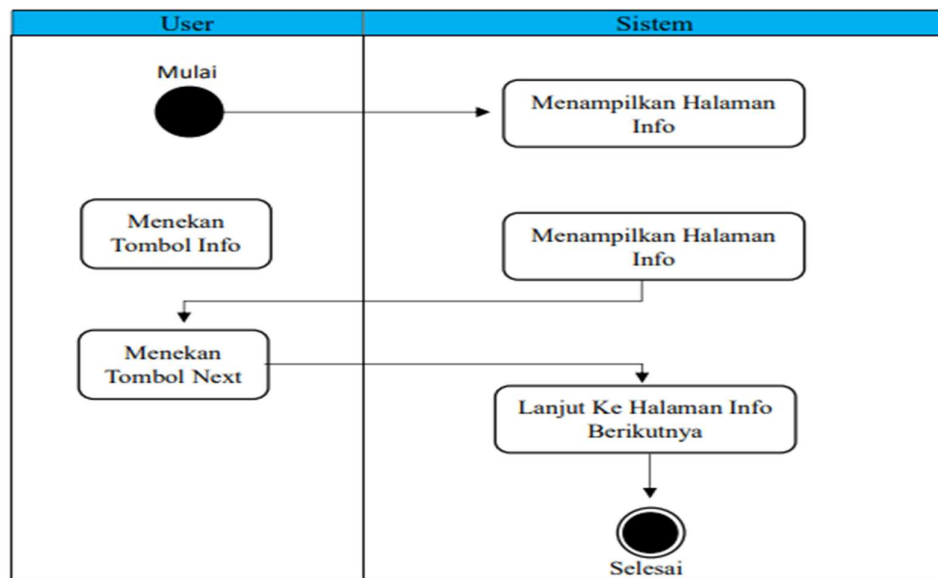 User
Sistem
Mulai
Menampilkan Halaman
Info
Menekan
Tombol Info
Menampilkan Halaman
Info
Menekan
Tombol Next
Lanjut Ke Halaman Info
Berikutnya
Selesai